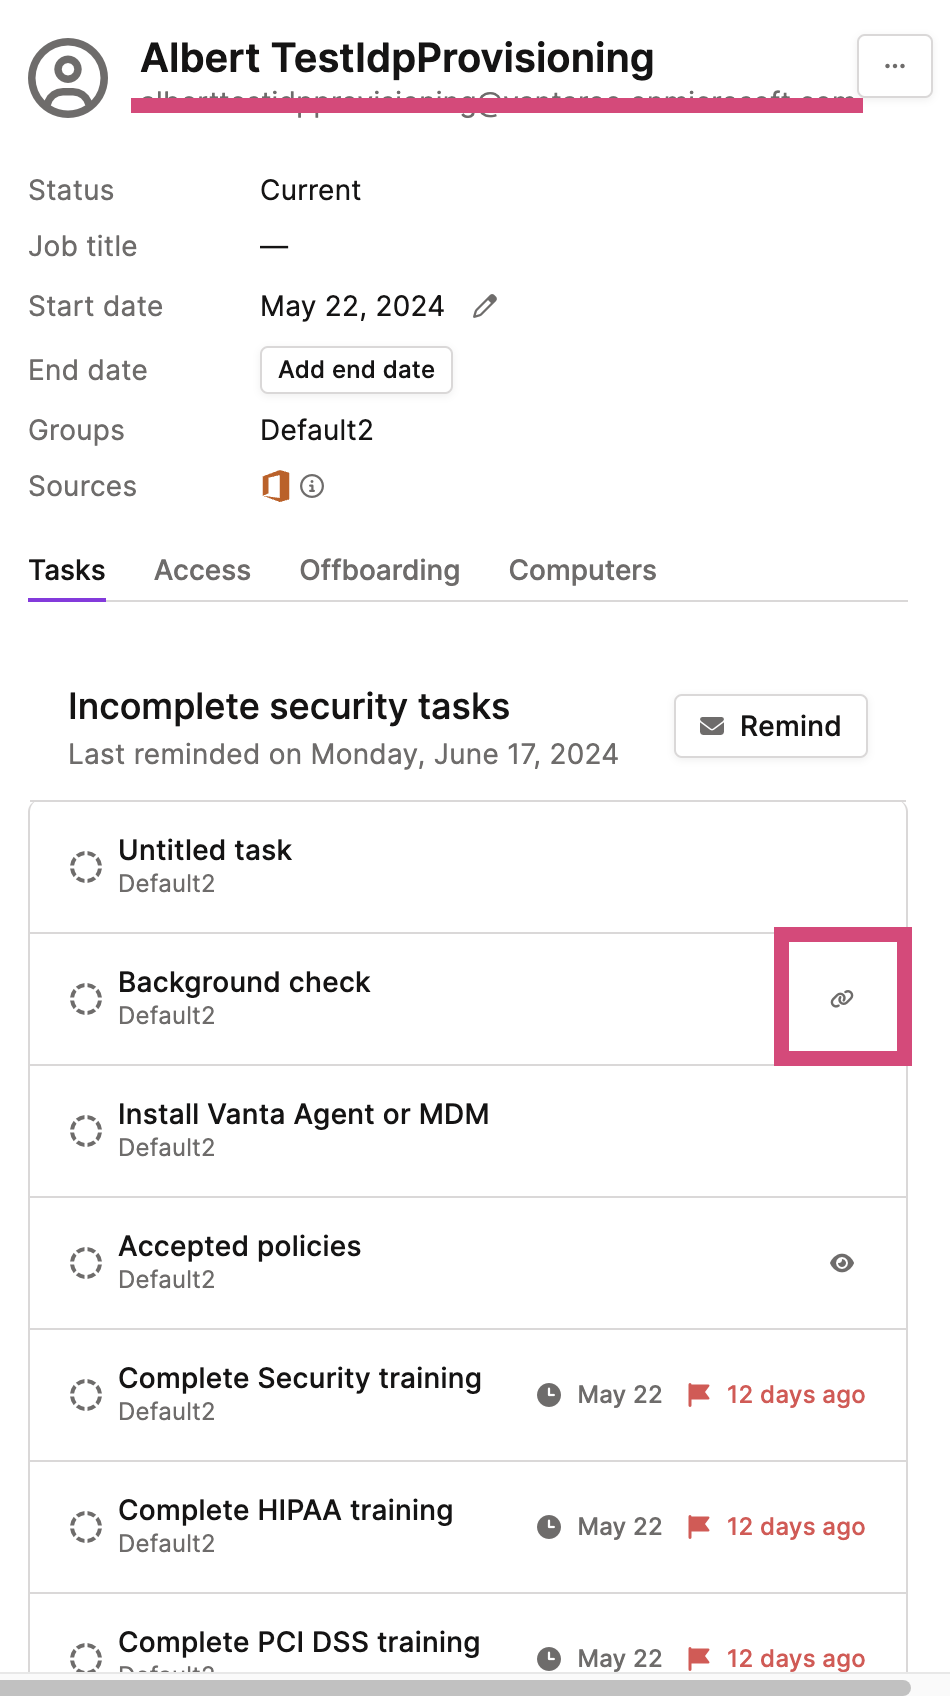 Albert TestIdpProvisioning
Status Current
Job title —
Start date May 22, 2024
End date Add end date
Groups Default2
Sources
Tasks Access Offboarding Computers
Incomplete security tasks
Last reminded on Monday, June 17, 2024
Remind
Untitled task
Default2
Background check
Default2
Install Vanta Agent or MDM
Default2
Accepted policies
Default2
Complete Security training
Default2
May 22 12 days ago
Complete HIPAA training
Default2
May 22 12 days ago
Complete PCI DSS training
Default2
May 22 12 days ago